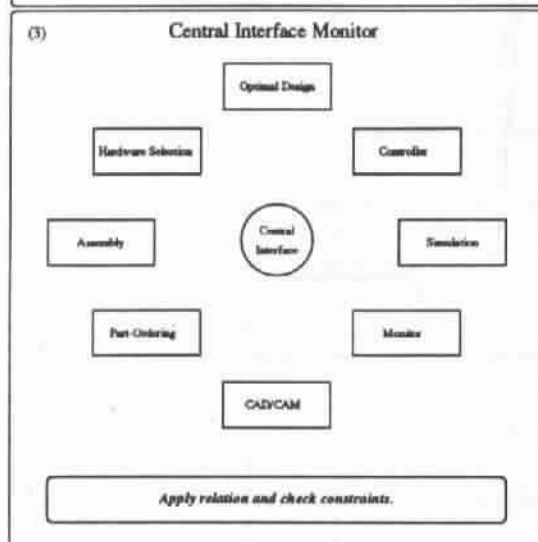 (3) Central Interface Monitor
Optimal Design
Hardware Selection
Controller
Assembly
Central
Interface
Simulation
Part-Ordering
Monitor
CAD/CAM
Apply relation and check constraints.